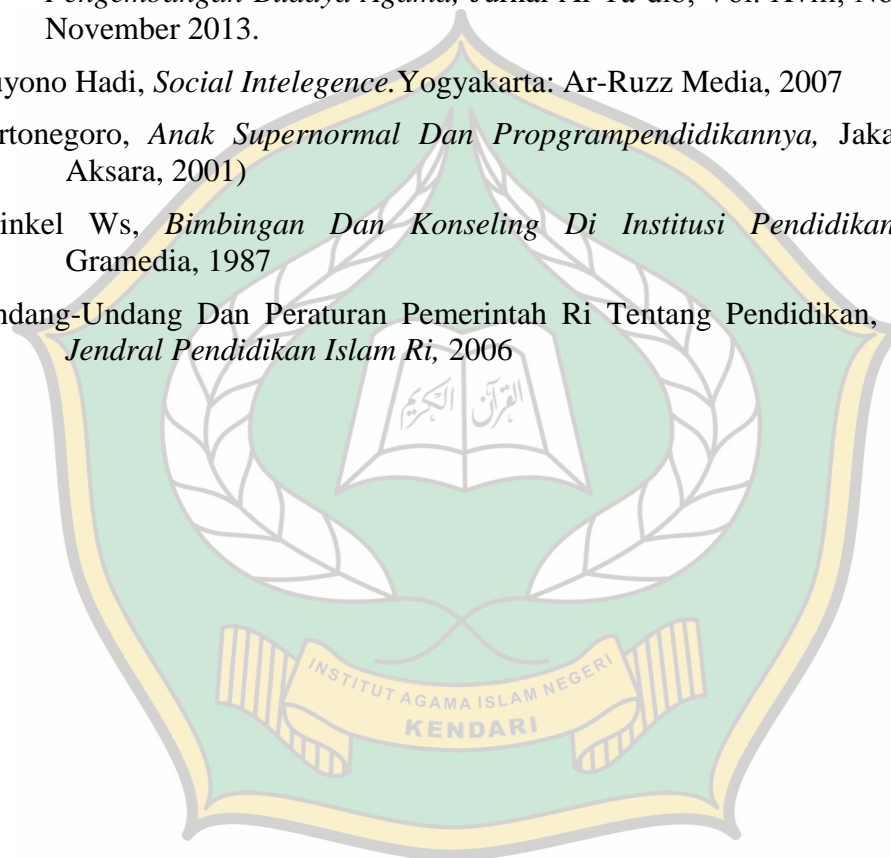 Pengembangan Budaya Agama, Jurnal Al-Ta'dib, Vol. No
November 2013.
uyono Hadi, Social Intelegence.Yogyakarta: Ar-Ruzz Media, 2007
rtonegoro, Anak Supernormal Dan Propgrampendidikannya, Jaka
Aksara, 2001)
inkel Ws, Bimbingan Dan Konseling Di Institusi Pendidikan
Gramedia, 1987
ndang-Undang Dan Peraturan Pemerintah Ri Tentang Pendidikan,
Jendral Pendidikan Islam Ri, 2006
القرآن الكريم
INSTITUT AGAMA ISLAM NEGERI
KENDARI